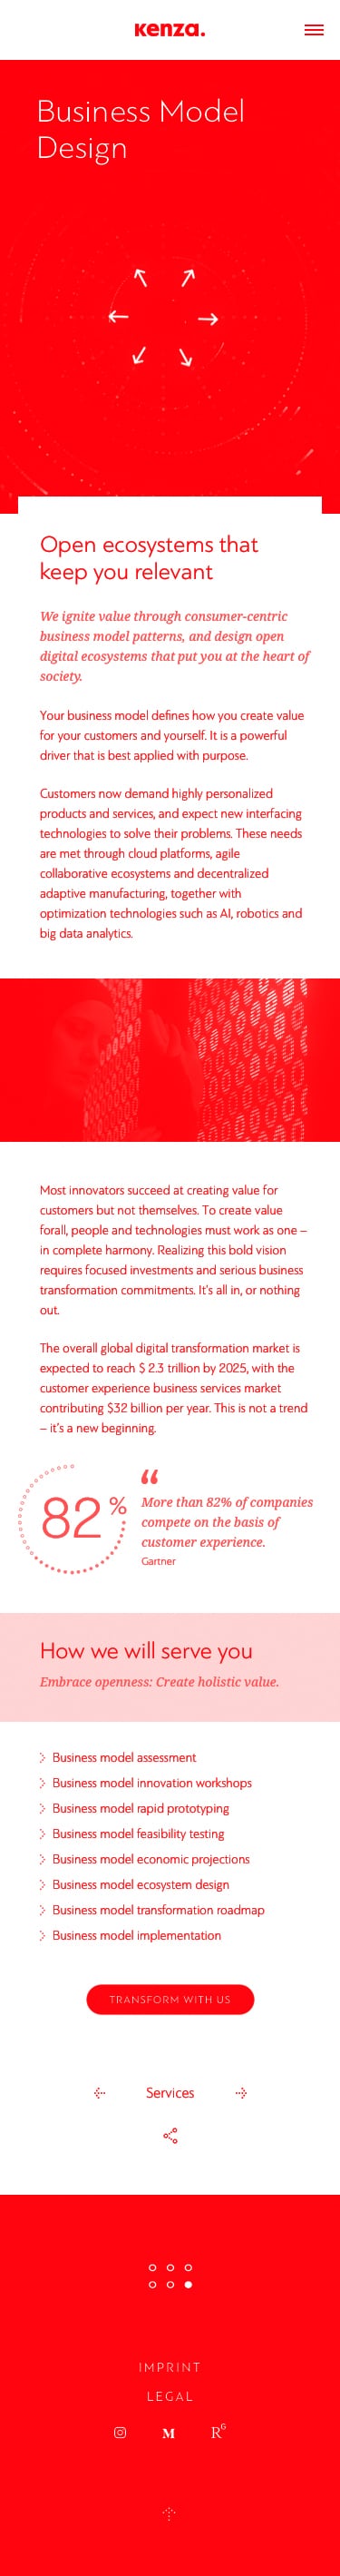 kenza.
Business Model
Design
Open ecosystems that
keep you relevant
We ignite value through consumer-centric
business model patterns, and design open
digital ecosystems that put you at the heart of
society.
Your business model defines how you create value
for your customers and yourself. It is a powerful
driver that is best applied with purpose.
Customers now demand highly personalized
products and services, and expect new interfacing
technologies to solve their problems. These needs
are met through cloud platforms, agile
collaborative ecosystems and decentralized
adaptive manufacturing, together with
optimization technologies such as AI, robotics and
big data analytics.
Most innovators succeed at creating value for
customers but not themselves. To create value
forall, people and technologies must work as one –
in complete harmony. Realizing this bold vision
requires focused investments and serious business
transformation commitments. It's all in, or nothing
out.
The overall global digital transformation market is
expected to reach $ 2.3 trillion by 2025, with the
customer experience business services market
contributing $32 billion per year. This is not a trend
– it's a new beginning.
82 %
“
More than 82% of companies
compete on the basis of
customer experience.
Gartner
How we will serve you
Embrace openness: Create holistic value.
Business model assessment
Business model innovation workshops
Business model rapid prototyping
Business model feasibility testing
Business model economic projections
Business model ecosystem design
Business model transformation roadmap
Business model implementation
TRANSFORM WITH US
Services
IMPRINT
LEGAL
M RG